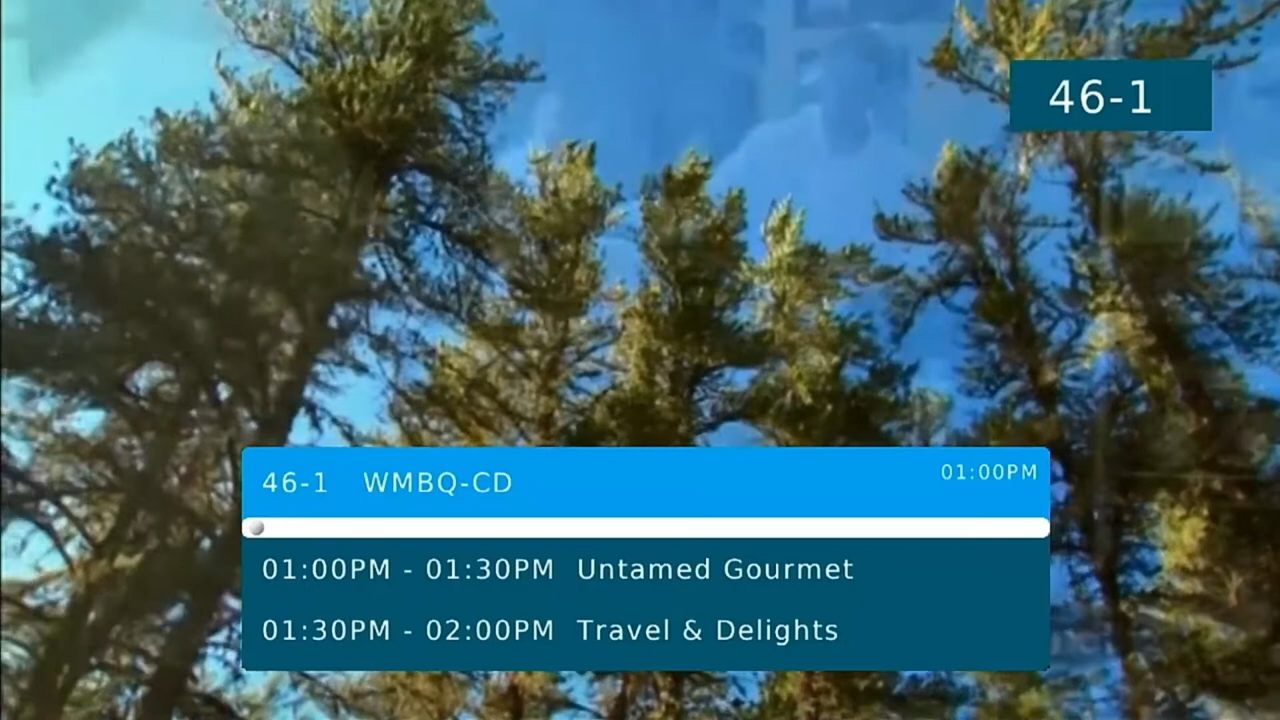 46-1
46-1 WMBQ-CD 01:00PM
01:00PM - 01:30PM Untamed Gourmet
01:30PM - 02:00PM Travel & Delights